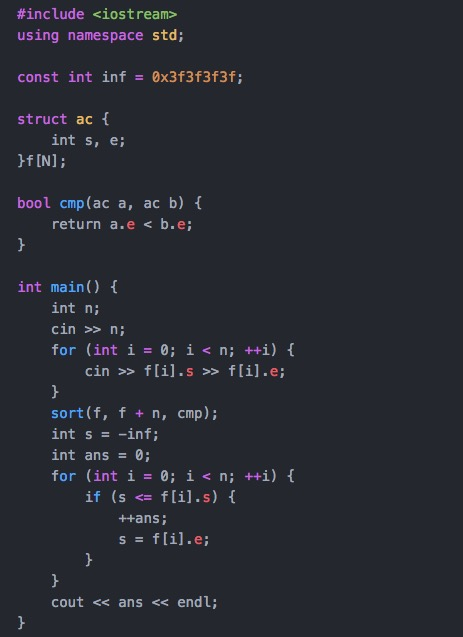 #include <iostream>
using namespace std;
const int inf = 0x3f3f3f3f;
struct ac {
    int s, e;
}f[N];
bool cmp(ac a, ac b) {
    return a.e < b.e;
}
int main() {
    int n;
    cin >> n;
    for (int i = 0; i < n; ++i) {
        cin >> f[i].s >> f[i].e;
    }
    sort(f, f + n, cmp);
    int s = -inf;
    int ans = 0;
    for (int i = 0; i < n; ++i) {
        if (s <= f[i].s) {
            ++ans;
            s = f[i].e;
        }
    }
    cout << ans << endl;
}